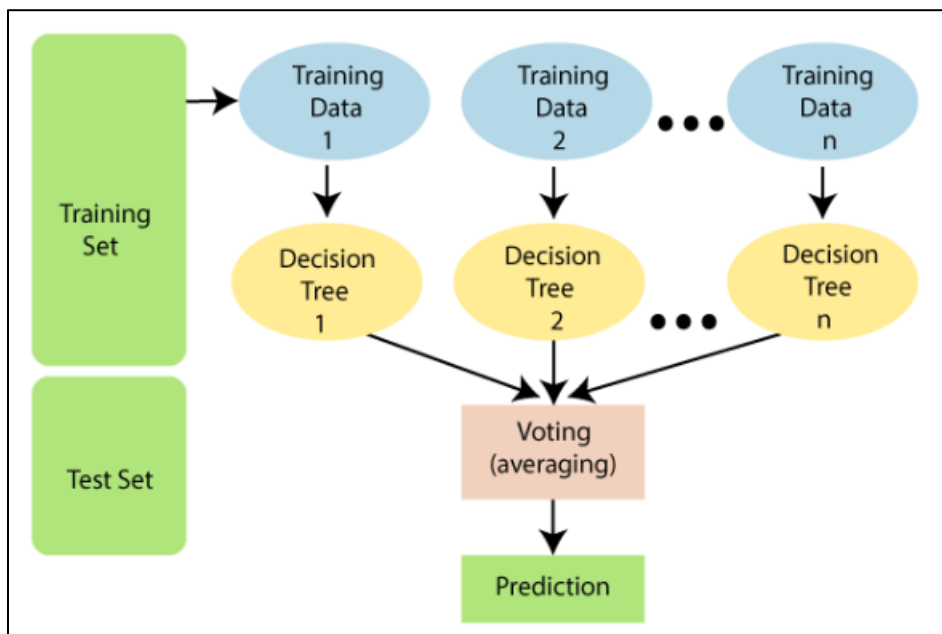 Training
Set
Test Set
Training
Data
1
Training
Data
2
Training
Data
n
Decision
Tree
1
Decision
Tree
2
Decision
Tree
n
Voting
(averaging)
Prediction